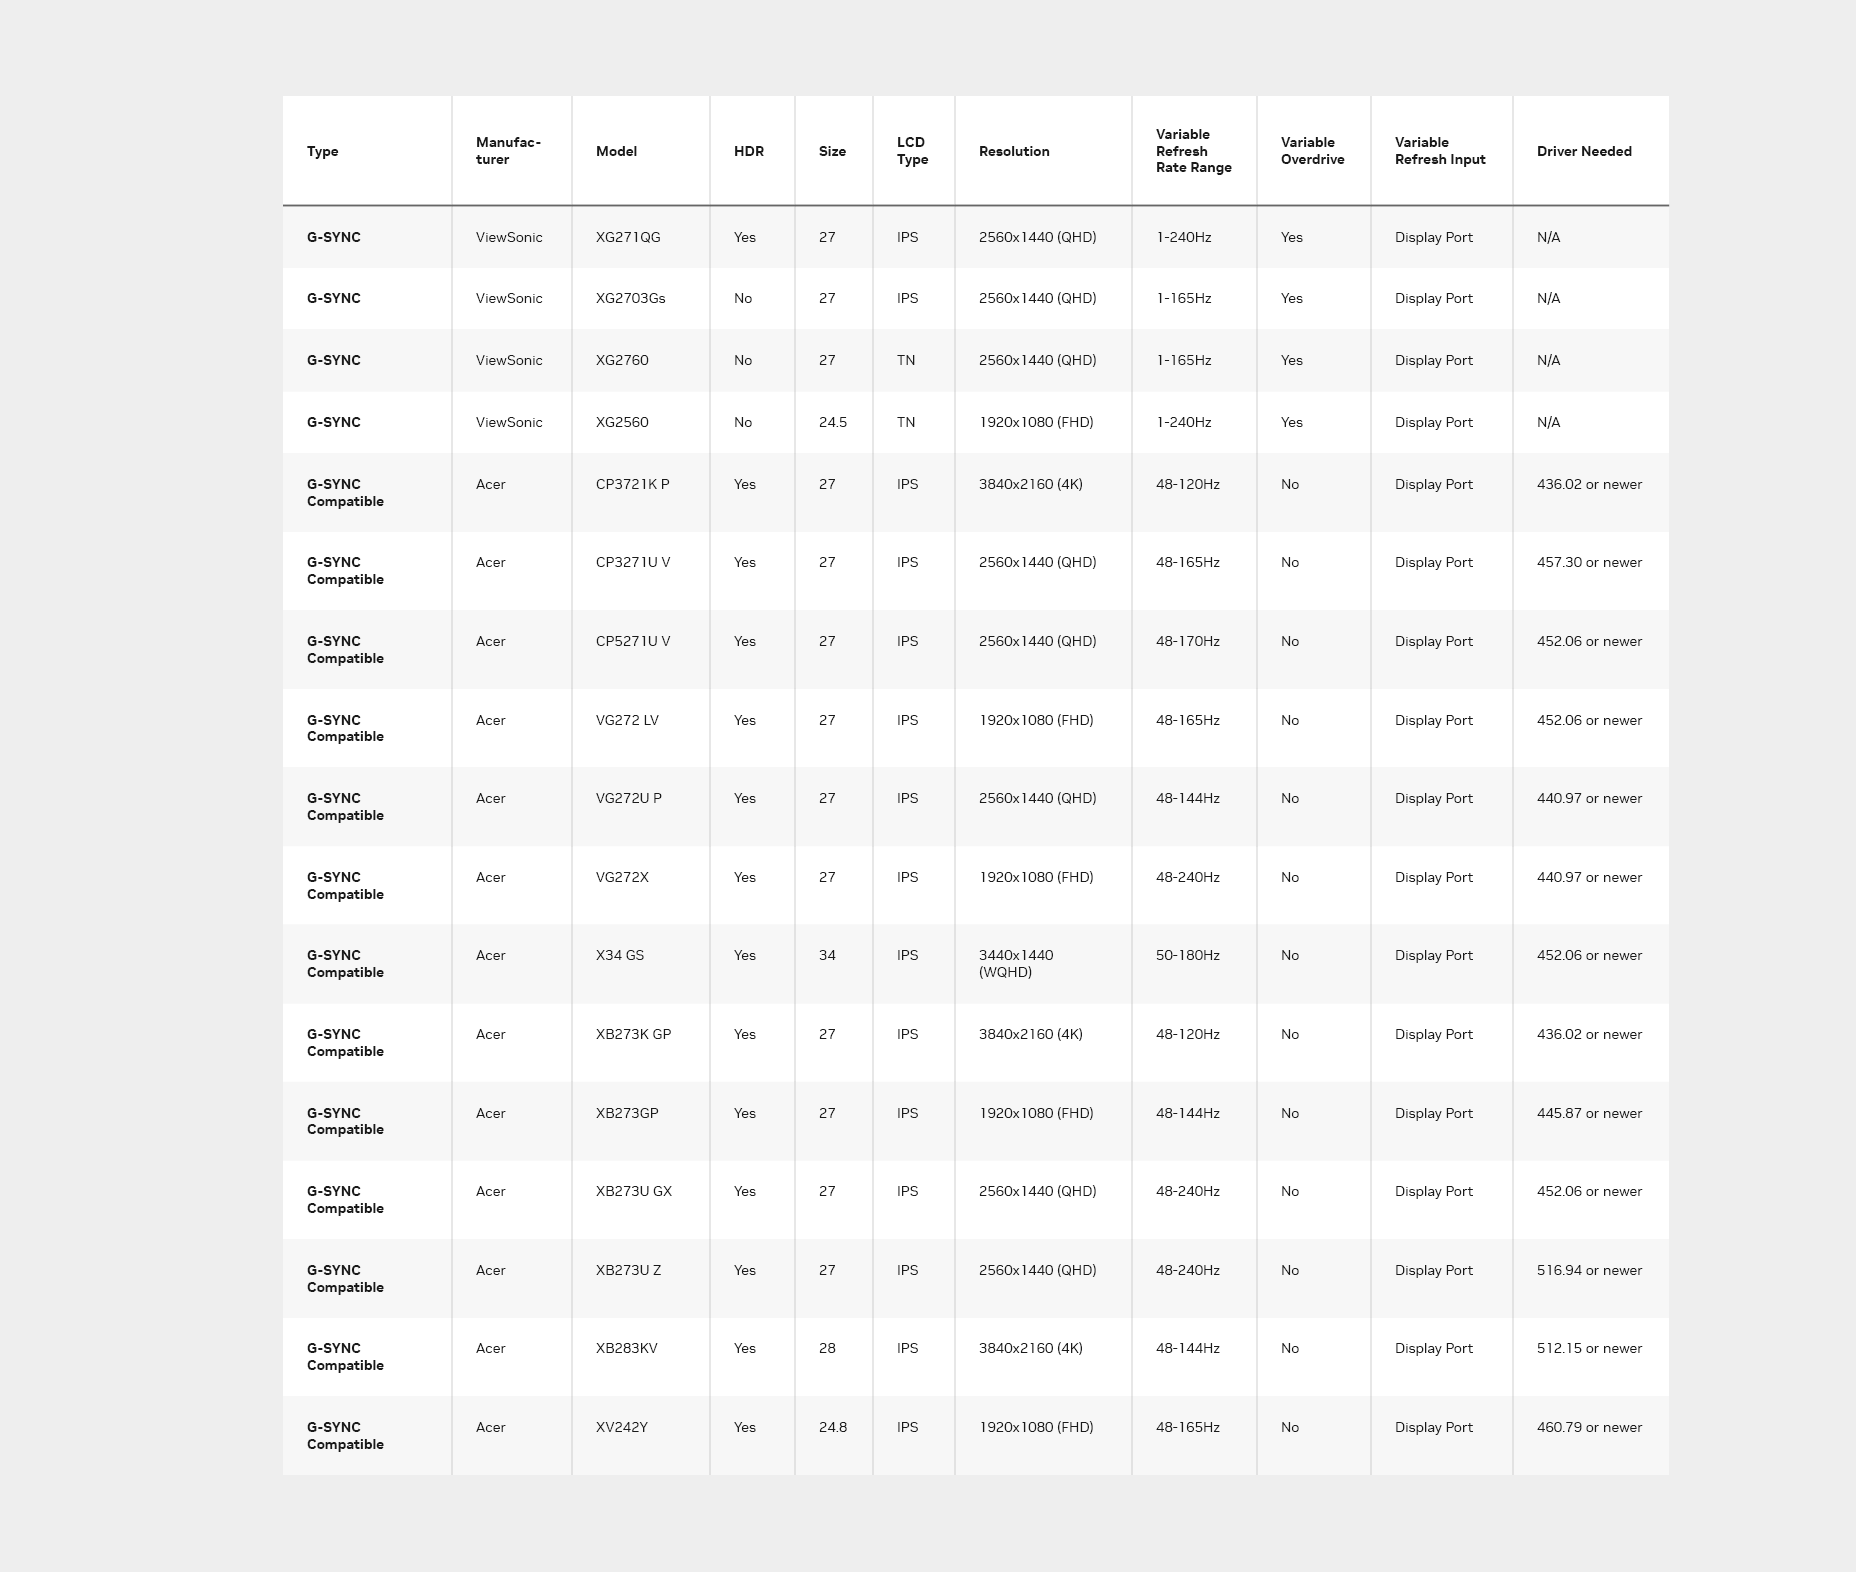 Type Manufac-turer Model HDR Size LCD Type Resolution Variable Refresh Rate Range Variable Overdrive Variable Refresh Input Driver Needed
G-SYNC ViewSonic XG271QG Yes 27 IPS 2560x1440 (QHD) 1-240Hz Yes Display Port N/A
G-SYNC ViewSonic XG2703Gs No 27 IPS 2560x1440 (QHD) 1-165Hz Yes Display Port N/A
G-SYNC ViewSonic XG2760 No 27 TN 2560x1440 (QHD) 1-165Hz Yes Display Port N/A
G-SYNC ViewSonic XG2560 No 24.5 TN 1920x1080 (FHD) 1-240Hz Yes Display Port N/A
G-SYNC Compatible Acer CP3721K P Yes 27 IPS 3840x2160 (4K) 48-120Hz No Display Port 436.02 or newer
G-SYNC Compatible Acer CP3271U V Yes 27 IPS 2560x1440 (QHD) 48-165Hz No Display Port 457.30 or newer
G-SYNC Compatible Acer CP5271U V Yes 27 IPS 2560x1440 (QHD) 48-170Hz No Display Port 452.06 or newer
G-SYNC Compatible Acer VG272 LV Yes 27 IPS 1920x1080 (FHD) 48-165Hz No Display Port 452.06 or newer
G-SYNC Compatible Acer VG272U P Yes 27 IPS 2560x1440 (QHD) 48-144Hz No Display Port 440.97 or newer
G-SYNC Compatible Acer VG272X Yes 27 IPS 1920x1080 (FHD) 48-240Hz No Display Port 440.97 or newer
G-SYNC Compatible Acer X34 GS Yes 34 IPS 3440x1440 (WQHD) 50-180Hz No Display Port 452.06 or newer
G-SYNC Compatible Acer XB273K GP Yes 27 IPS 3840x2160 (4K) 48-120Hz No Display Port 436.02 or newer
G-SYNC Compatible Acer XB273GP Yes 27 IPS 1920x1080 (FHD) 48-144Hz No Display Port 445.87 or newer
G-SYNC Compatible Acer XB273U GX Yes 27 IPS 2560x1440 (QHD) 48-240Hz No Display Port 452.06 or newer
G-SYNC Compatible Acer XB273U Z Yes 27 IPS 2560x1440 (QHD) 48-240Hz No Display Port 516.94 or newer
G-SYNC Compatible Acer XB283KV Yes 28 IPS 3840x2160 (4K) 48-144Hz No Display Port 512.15 or newer
G-SYNC Compatible Acer XV242Y Yes 24.8 IPS 1920x1080 (FHD) 48-165Hz No Display Port 460.79 or newer